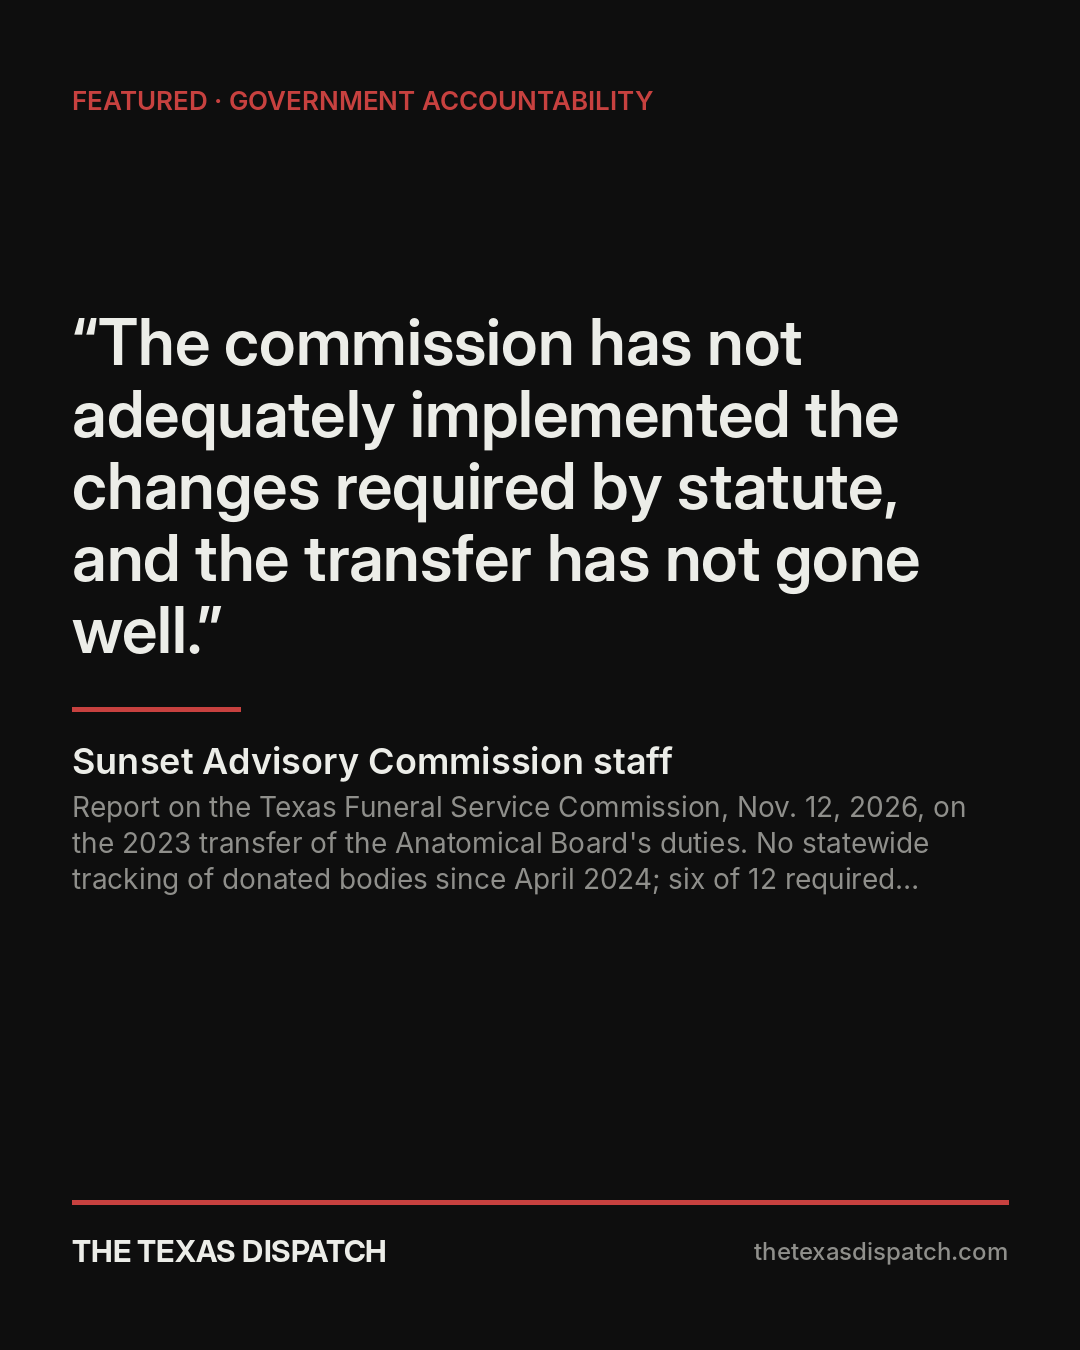 FEATURED · GOVERNMENT ACCOUNTABILITY
“The commission has not
adequately implemented the
changes required by statute,
and the transfer has not gone
well.”
Sunset Advisory Commission staff
Report on the Texas Funeral Service Commission, Nov. 12, 2026, on
the 2023 transfer of the Anatomical Board's duties. No statewide
tracking of donated bodies since April 2024; six of 12 required…
THE TEXAS DISPATCH
thetexasdispatch.com